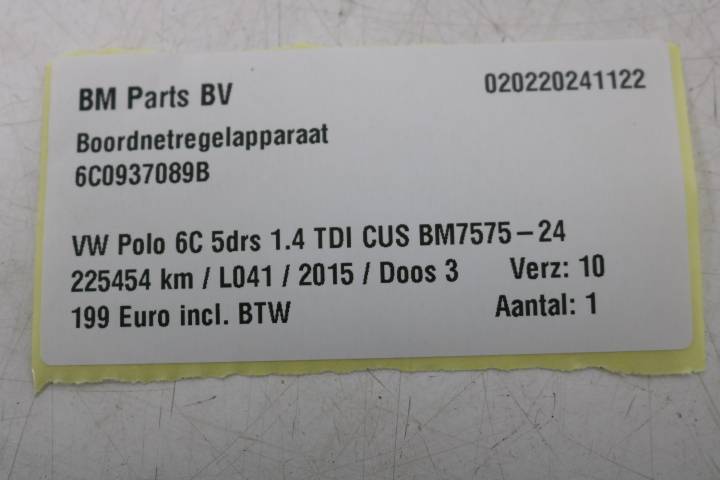 BM Parts BV 020220241122
Boordnetregelapparaat
6C0937089B
VW Polo 6C 5drs 1.4 TDI CUS BM7575-24
225454 km / L041 / 2015 / Doos 3 Verz: 10
199 Euro incl. BTW Aantal: 1